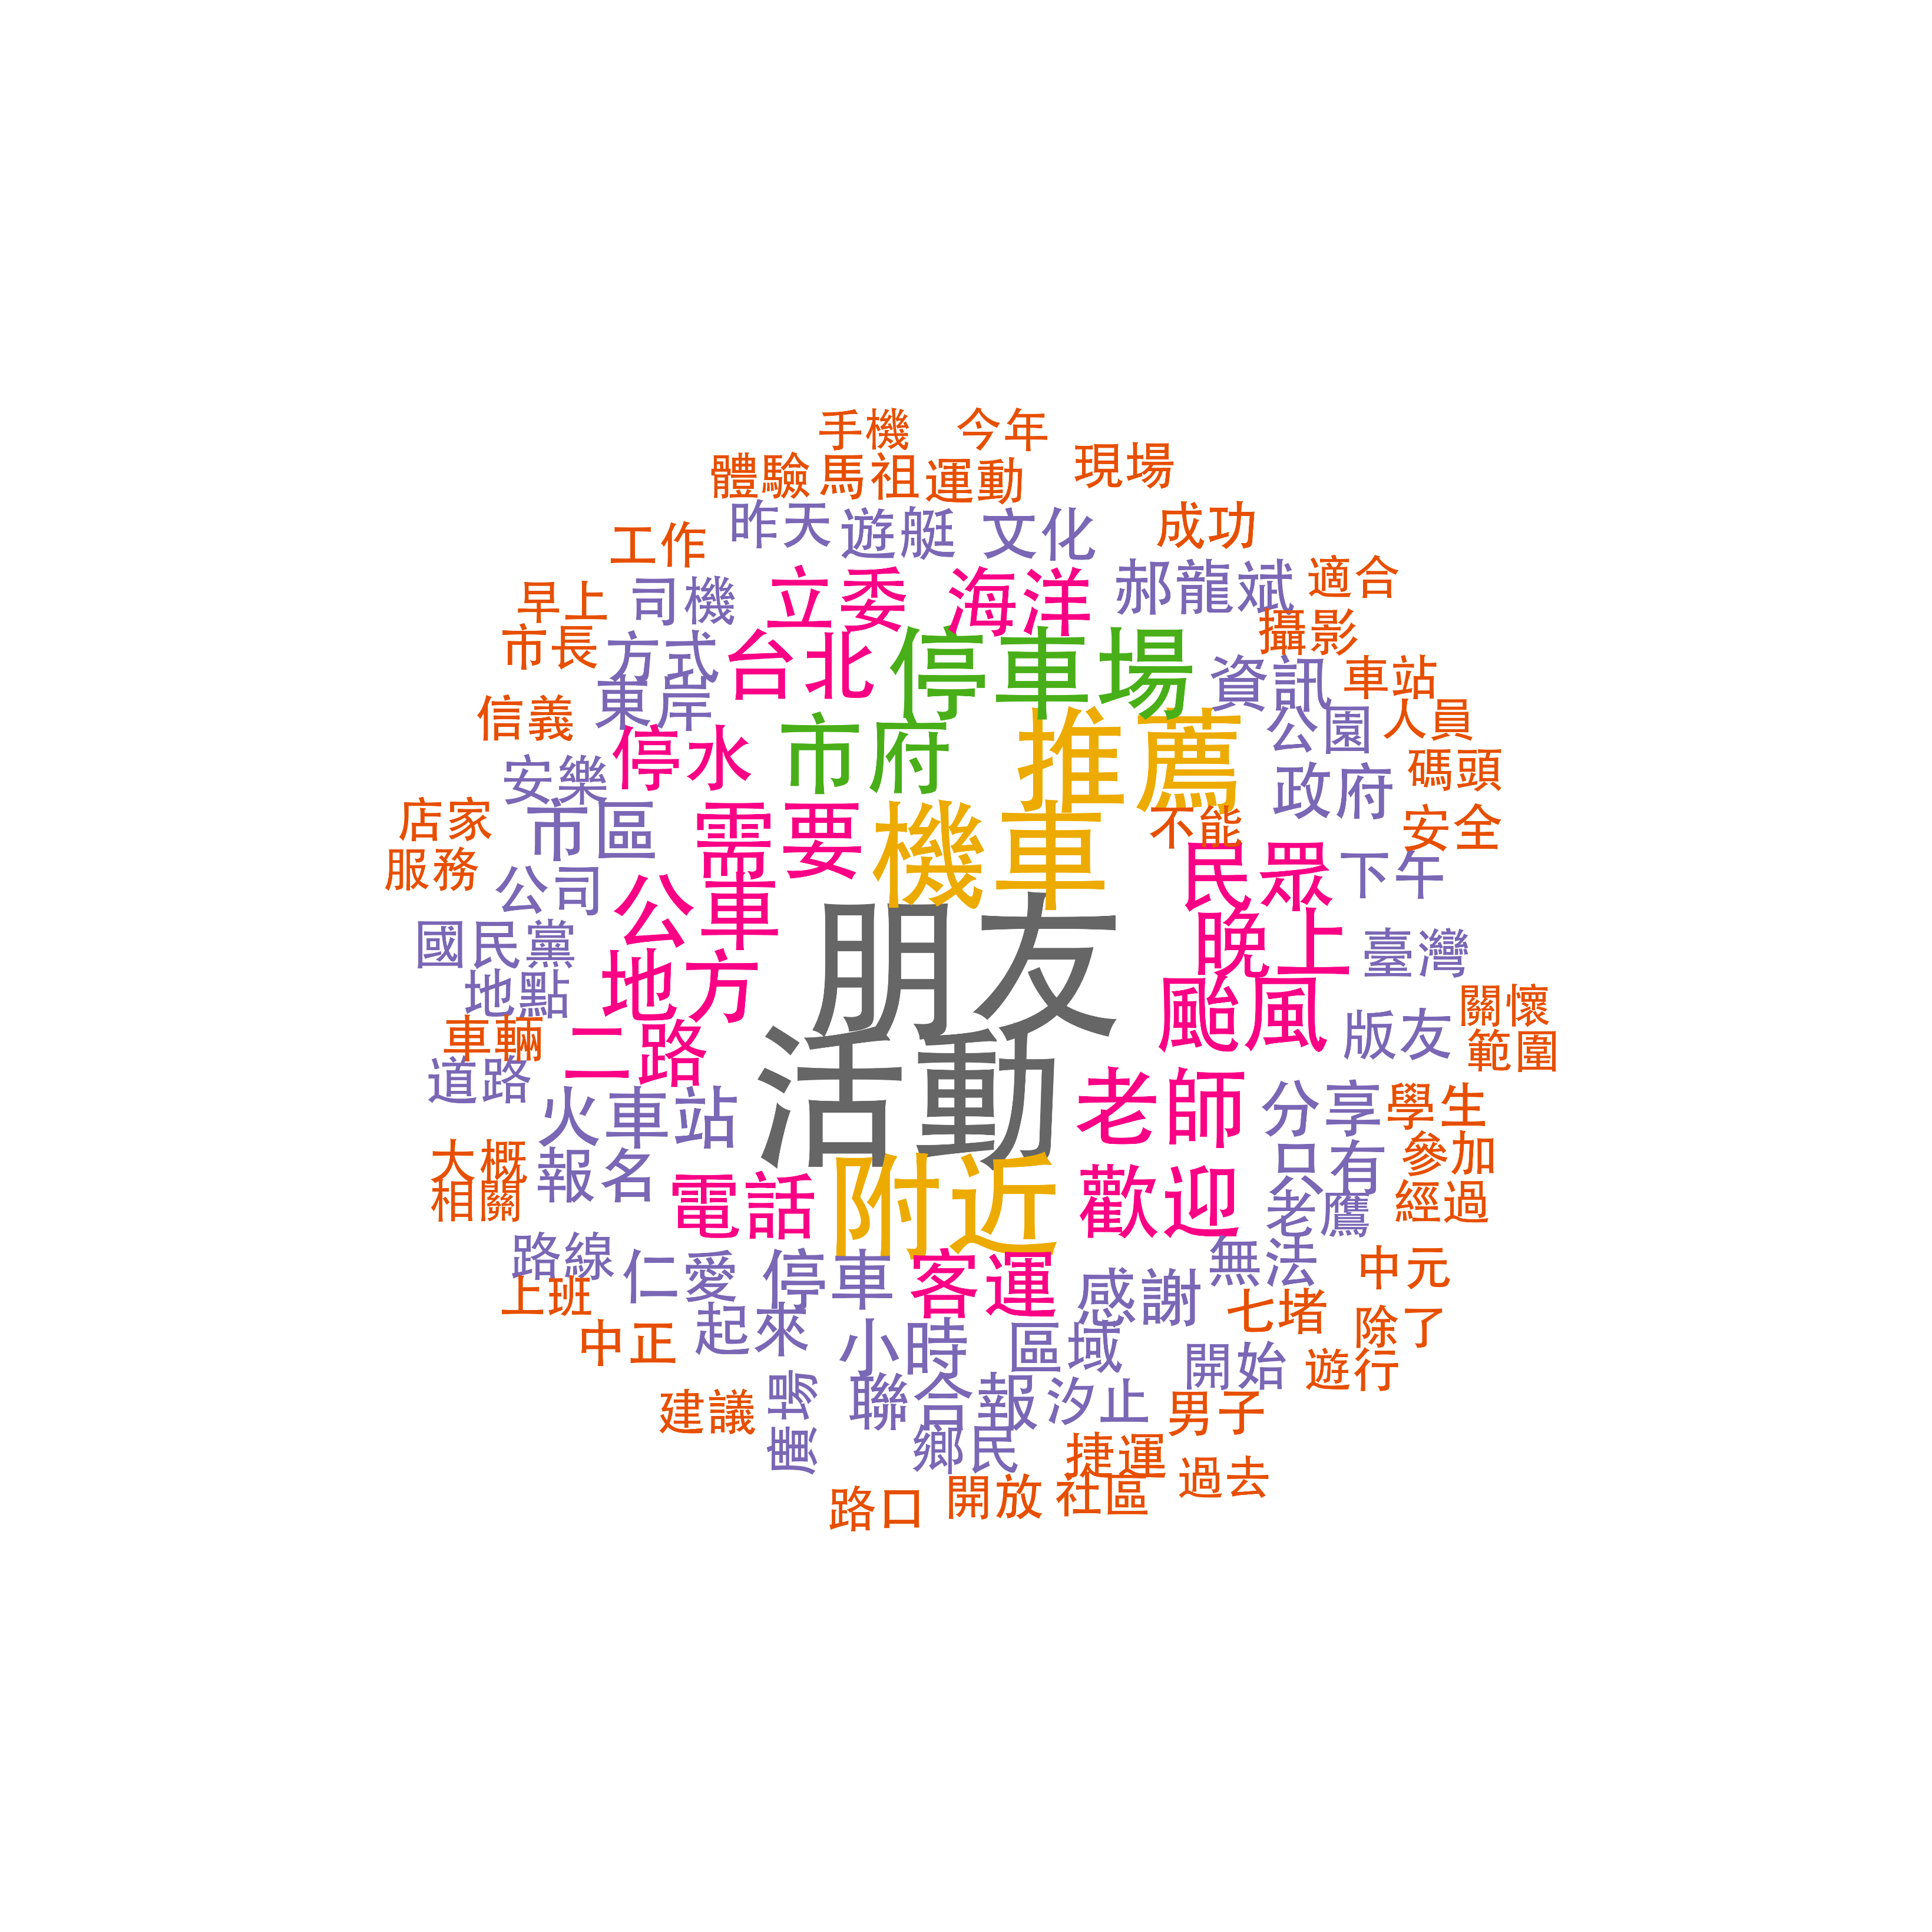 手機 今年
現場
體驗 馬祖 運動
昨天 遊艇 文化 成功
工作
適合
早上 司機 立委 海洋 郝龍斌
攝影
市長 方式 台北 停車場 資訊 車站
信義 東岸 公園 人員
停水 市府 推薦 碼頭
安樂 政府
店家 市區 需要 機車 不能 安全
服務 公司 民眾 下午
公車
國民黨 朋友 晚上 臺灣
地點 地方 關懷
車輛 二路 颱風 版友 範圍
道路
火車站 活動 老師 分享 學生
大概 報名 只有 參加
相關 電話 附近 歡迎 老鷹 經過
路線 仁愛 停車 客運 感謝 無法 中元
上班 七堵
中正 起來 小時 區域 除了
開始 遊行
建議 廣場 聯合報 汐止 男子
鄉民 捷運
過去
路口 開放 社區